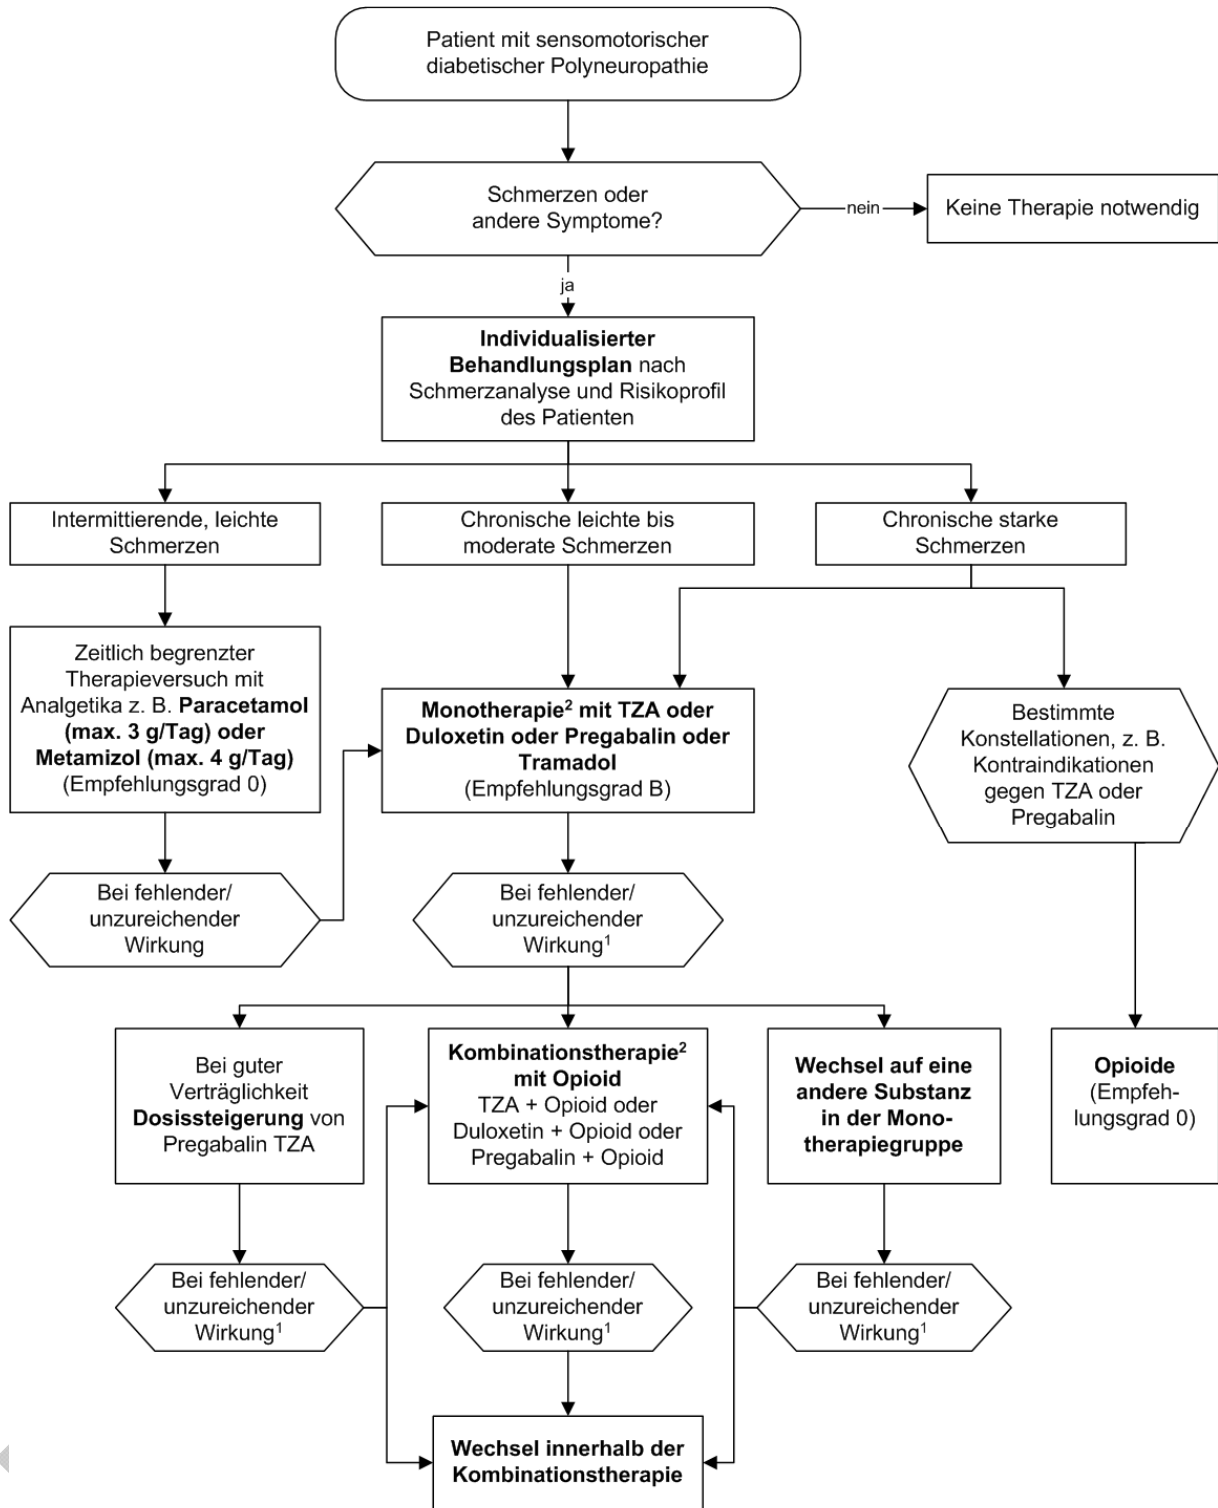 Patient mit sensomotorischer
diabetischer Polyneuropathie
Schmerzen oder
andere Symptome?
nein
Keine Therapie notwendig
ja
Individualisierter
Behandlungsplan nach
Schmerzanalyse und Risikoprofil
des Patienten
Intermittierende, leichte
Schmerzen
Chronische leichte bis
moderate Schmerzen
Chronische starke
Schmerzen
Zeitlich begrenzter
Therapieversuch mit
Analgetika z. B. Paracetamol
(max. 3 g/Tag) oder
Metamizol (max. 4 g/Tag)
(Empfehlungsgrad 0)
Monotherapie² mit TZA oder
Duloxetin oder Pregabalin oder
Tramadol
(Empfehlungsgrad B)
Bestimmte
Konstellationen, z. B.
Kontraindikationen
gegen TZA oder
Pregabalin
Bei fehlender/
unzureichender
Wirkung
Bei fehlender/
unzureichender
Wirkung¹
Bei guter
Verträglichkeit
Dosissteigerung von
Pregabalin TZA
Kombinationstherapie²
mit Opioid
TZA + Opioid oder
Duloxetin + Opioid oder
Pregabalin + Opioid
Wechsel auf eine
andere Substanz
in der Mono-
therapiegruppe
Opioide
(Empfeh-
lungsgrad 0)
Bei fehlender/
unzureichender
Wirkung¹
Bei fehlender/
unzureichender
Wirkung¹
Bei fehlender/
unzureichender
Wirkung¹
Wechsel innerhalb der
Kombinationstherapie